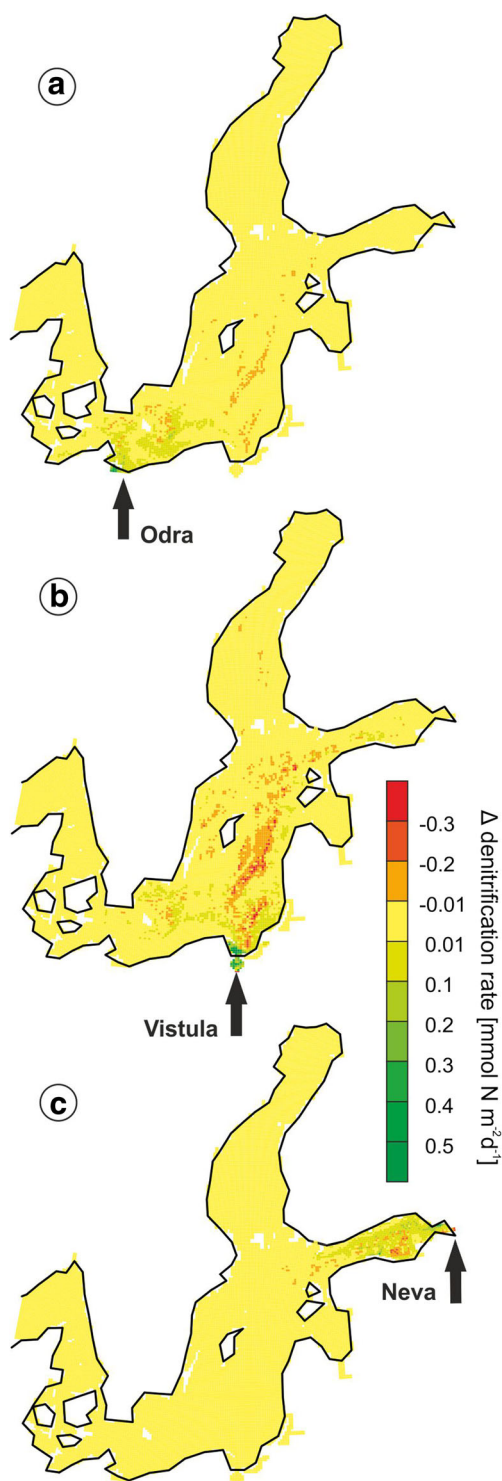 a
Odra
b
-0.3
-0.2
-0.01
0.01
0.1
0.2
0.3
0.4
0.5
Δ denitrification rate [mmol N m⁻²d⁻¹]
Vistula
c
Neva